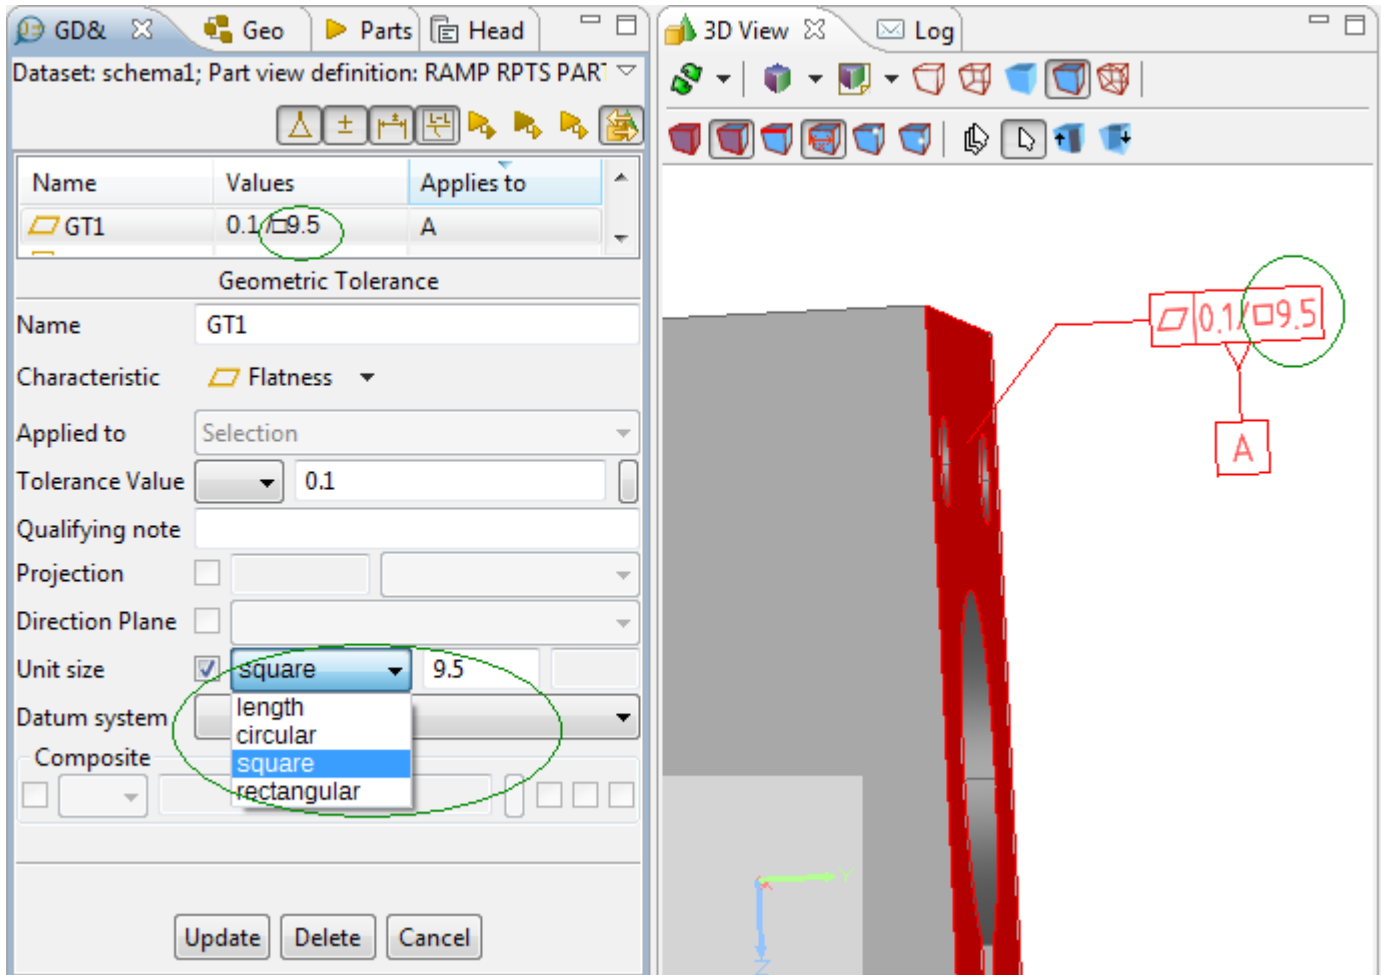 GD&
Geo
Parts
Head
Dataset: schema1; Part view definition: RAMP RPTS PAR
Name Values Applies to
GT1 0.1/□9.5 A
Geometric Tolerance
Name GT1
Characteristic Flatness
Applied to Selection
Tolerance Value 0.1
Qualifying note
Projection
Direction Plane
Unit size square 9.5
length
Datum system
circular
Composite
square
rectangular
Update Delete Cancel
3D View
Log
0.1/□9.5
A
Y
Z